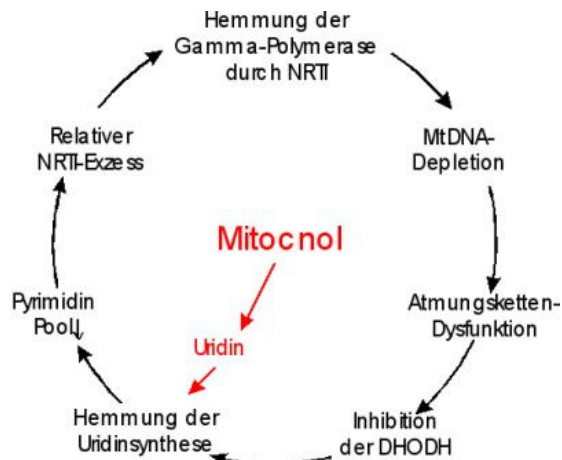 Hemmung der
Gamma-Polymerase
durch NRTI
MtDNA-
Depletion
Atmungsketten-
Dysfunktion
Inhibition
der DHODH
Hemmung der
Uridinsynthese
Pyrimidin
Pool↓
Relativer
NRTI-Exzess
Mitocnol
Uridin